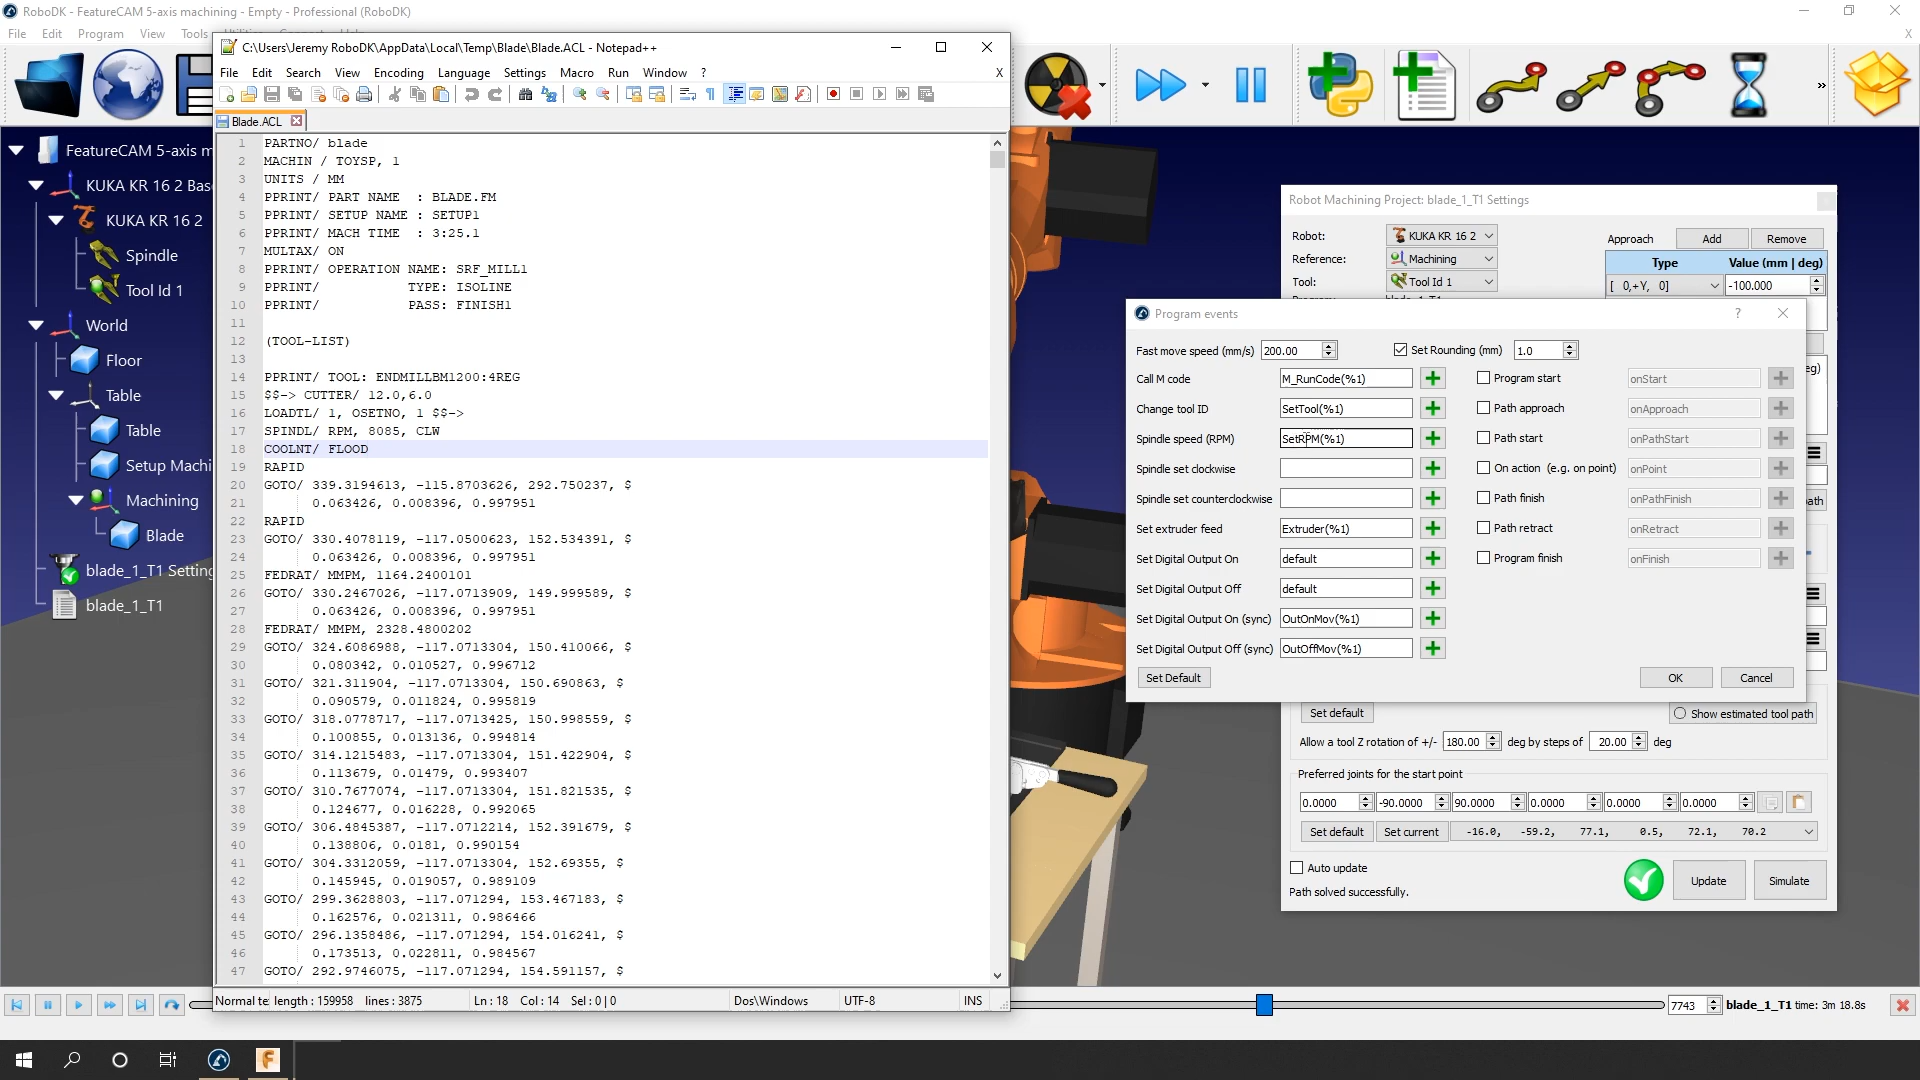 RoboDK - FeatureCAM 5-axis machining - Empty - Professional (RoboDK)
File Edit Program View Tools
C:\Users\Jeremy RoboDK\AppData\Local\Temp\Blade\Blade.ACL - Notepad++
File Edit Search View Encoding Language Settings Macro Run Window ? X
Blade.ACL
1 PARTNO/ blade
2 MACHIN / TOYSP, 1
3 UNITS / MM
4 PPRINT/ PART NAME  : BLADE.FM
5 PPRINT/ SETUP NAME : SETUP1
6 PPRINT/ MACH TIME  : 3:25.1
7 MULTAX/ ON
8 PPRINT/ OPERATION NAME: SRF_MILL1
9 PPRINT/           TYPE: ISOLINE
10 PPRINT/           PASS: FINISH1
11
12 (TOOL-LIST)
13
14 PPRINT/ TOOL: ENDMILLBM1200:4REG
15 $$-> CUTTER/ 12.0,6.0
16 LOADTL/ 1, OSETNO, 1 $$->
17 SPINDL/ RPM, 8085, CLW
18 COOLNT/ FLOOD
19 RAPID
20 GOTO/ 339.3194613, -115.8703626, 292.750237, $
21 0.063426, 0.008396, 0.997951
22 RAPID
23 GOTO/ 330.4078119, -117.0500623, 152.534391, $
24 0.063426, 0.008396, 0.997951
25 FEDRAT/ MMPM, 1164.2400101
26 GOTO/ 330.2467026, -117.0713909, 149.999589, $
27 0.063426, 0.008396, 0.997951
28 FEDRAT/ MMPM, 2328.4800202
29 GOTO/ 324.6086988, -117.0713304, 150.410066, $
30 0.080342, 0.010527, 0.996712
31 GOTO/ 321.311904, -117.0713304, 150.690863, $
32 0.090579, 0.011824, 0.995819
33 GOTO/ 318.0778717, -117.0713425, 150.998559, $
34 0.100855, 0.013136, 0.994814
35 GOTO/ 314.1215483, -117.0713304, 151.422904, $
36 0.113679, 0.01479, 0.993407
37 GOTO/ 310.7677074, -117.0713304, 151.821535, $
38 0.124677, 0.016228, 0.992065
39 GOTO/ 306.4845387, -117.0712214, 152.391679, $
40 0.138806, 0.0181, 0.990154
41 GOTO/ 304.3312059, -117.0713304, 152.69355, $
42 0.145945, 0.019057, 0.989109
43 GOTO/ 299.3628803, -117.071294, 153.467183, $
44 0.162576, 0.021311, 0.986466
45 GOTO/ 296.1358486, -117.071294, 154.016241, $
46 0.173513, 0.022811, 0.984567
47 GOTO/ 292.9746075, -117.071294, 154.591157, $
Normal te length : 159958 lines : 3875 Ln : 18 Col : 14 Sel : 0 | 0 Dos\Windows UTF-8 INS
FeatureCAM 5-axis m
KUKA KR 16 2 Bas
KUKA KR 16 2
Spindle
Tool Id 1
World
Floor
Table
Table
Setup Machi
Machining
Blade
blade_1_T1 Setting
blade_1_T1
Robot Machining Project: blade_1_T1 Settings
Robot: KUKA KR 16 2 Approach Add Remove
Reference: Machining Type Value (mm | deg)
Tool: Tool Id 1 [ 0,+Y, 0] -100.000
Program events ?
Fast move speed (mm/s) 200.00 Set Rounding (mm) 1.0
Call M code M_RunCode(%1) Program start onStart
Change tool ID SetTool(%1) Path approach onApproach
Spindle speed (RPM) SetRPM(%1) Path start onPathStart
Spindle set clockwise On action (e.g. on point) onPoint
Spindle set counterclockwise Path finish onPathFinish
Set extruder feed Extruder(%1) Path retract onRetract
Set Digital Output On default Program finish onFinish
Set Digital Output Off default
Set Digital Output On (sync) OutOnMov(%1)
Set Digital Output Off (sync) OutOffMov(%1)
Set Default OK Cancel
eg)
ath
Set default Show estimated tool path
Allow a tool Z rotation of +/- 180.00 deg by steps of 20.00 deg
Preferred joints for the start point
0.0000 -90.0000 90.0000 0.0000 0.0000 0.0000
Set default Set current -16.0, -59.2, 77.1, 0.5, 72.1, 70.2
Auto update
Path solved successfully.
Update Simulate
7743 blade_1_T1 time: 3m 18.8s